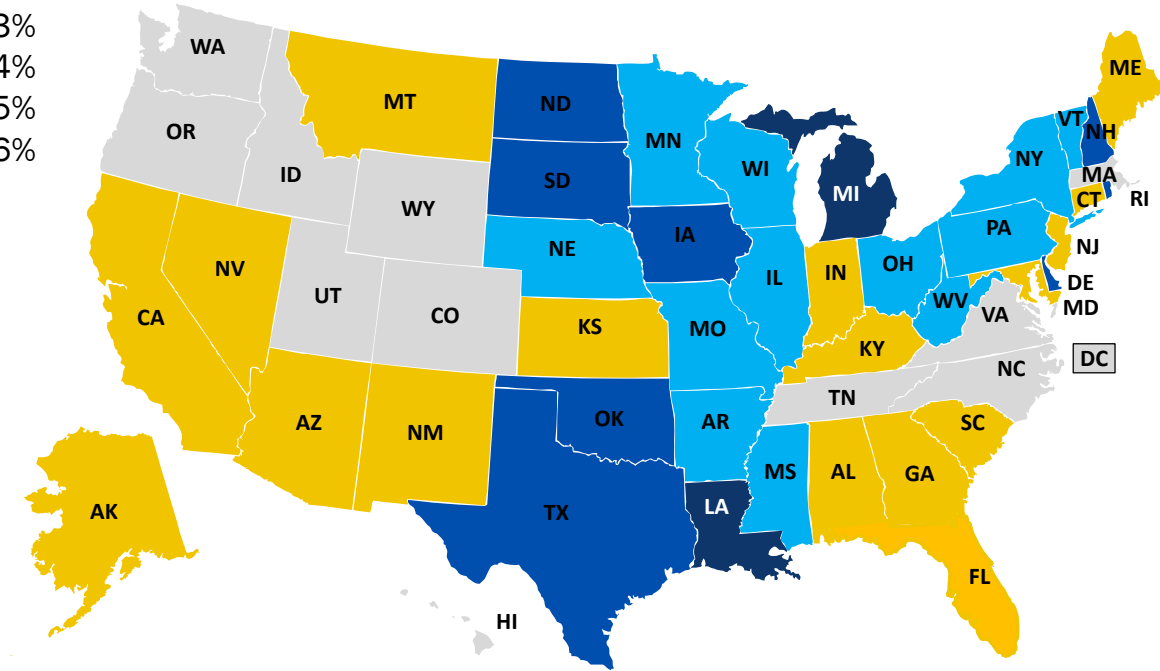 3%
4%
5%
6%
WA
OR
ID
MT
WY
UT
CO
NV
CA
AZ
NM
AK
HI
ND
SD
NE
KS
OK
TX
MN
IA
MO
AR
LA
WI
IL
MS
MI
IN
OH
KY
TN
AL
GA
FL
SC
NC
VA
WV
PA
NY
VT
NH
ME
MA
CT
RI
NJ
DE
MD
DC